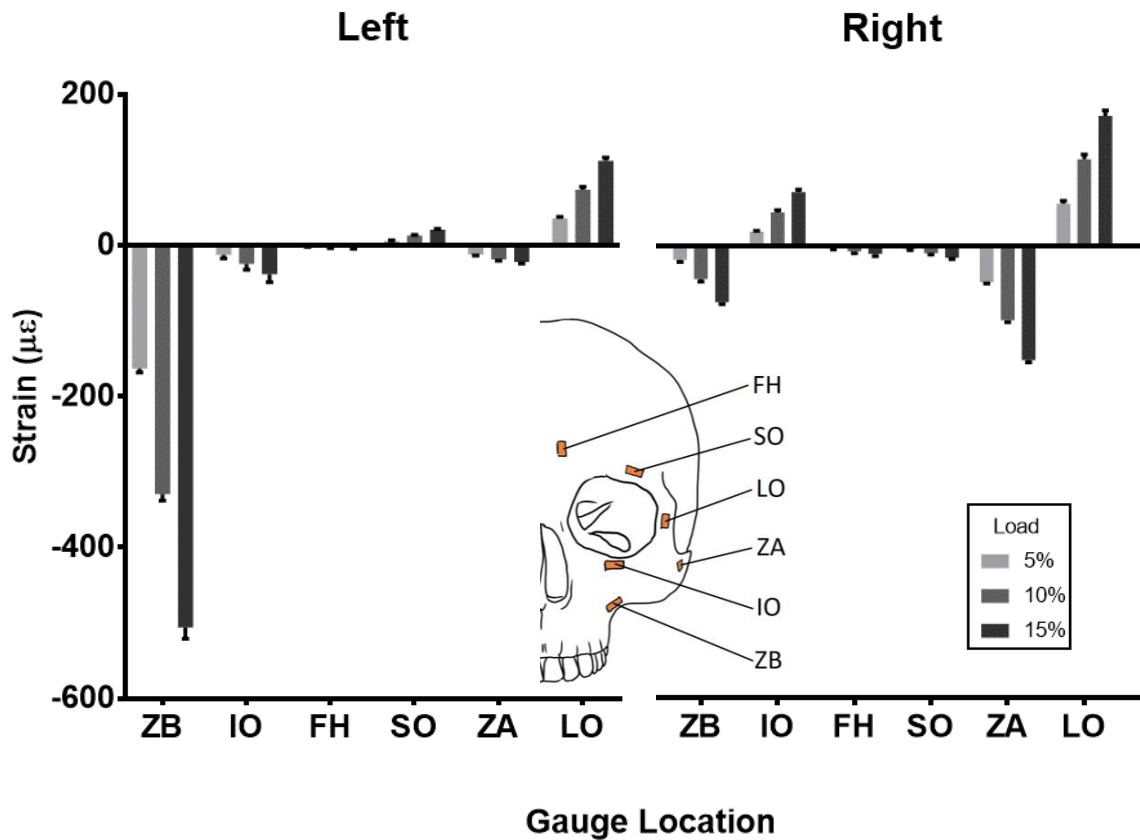 Left
Right
200
0
-200
-400
-600
Strain (με)
FH
SO
LO
ZA
IO
ZB
Load
5%
10%
15%
ZB IO FH SO ZA LO
ZB IO FH SO ZA LO
Gauge Location